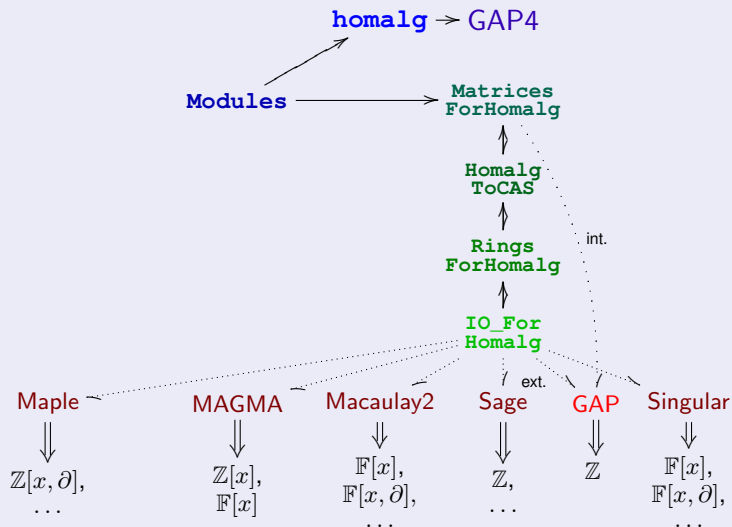 homalg GAP4
Modules
Matrices
ForHomalg
Homalg
ToCAS
int.
Rings
ForHomalg
IO_For
Homalg
ext.
Maple MAGMA Macaulay2 Sage GAP Singular
ℤ[x, ∂],
...
ℤ[x],
𝔽[x]
𝔽[x],
𝔽[x, ∂],
...
ℤ,
...
ℤ
𝔽[x],
𝔽[x, ∂],
...